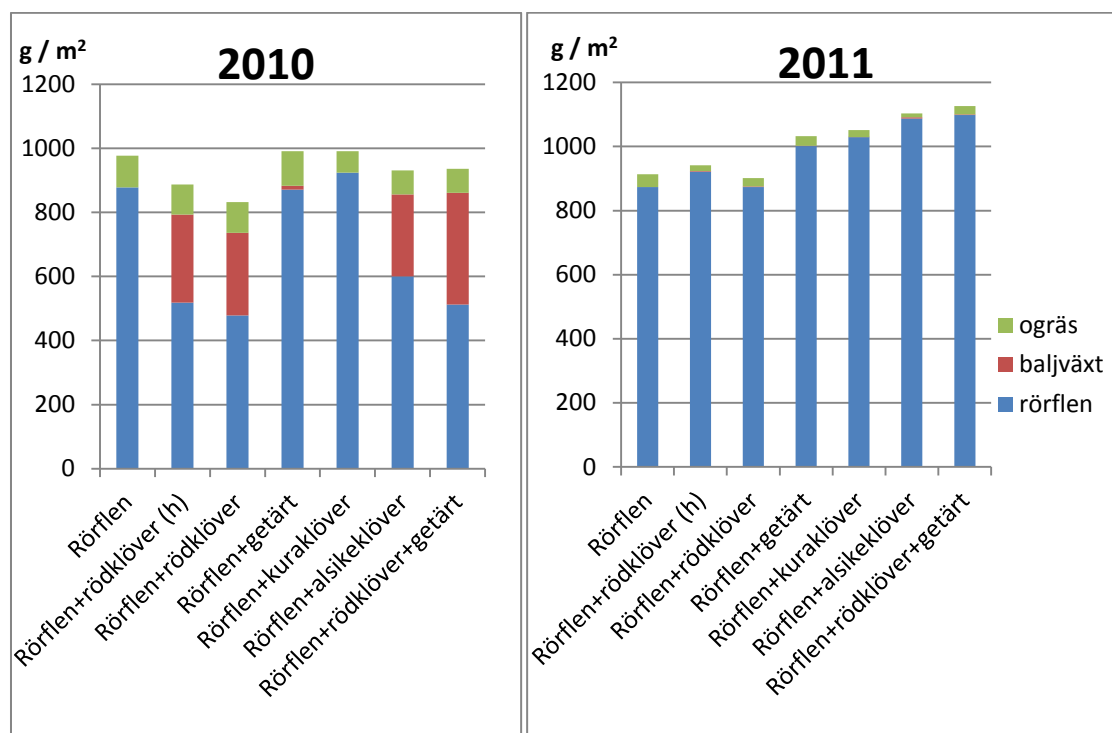 g / m²
2010
1200
1000
800
600
400
200
0
Rörflen
Rörflen+rödklöver (h)
Rörflen+rödklöver
Rörflen+getärt
Rörflen+kuraklöver
Rörflen+alsikeklöver
Rörflen+rödklöver+getärt
g / m²
2011
1200
1000
800
600
400
200
0
Rörflen
Rörflen+rödklöver (h)
Rörflen+rödklöver
Rörflen+getärt
Rörflen+kuraklöver
Rörflen+alsikeklöver
Rörflen+rödklöver+getärt
ogräs
baljväxt
rörflen